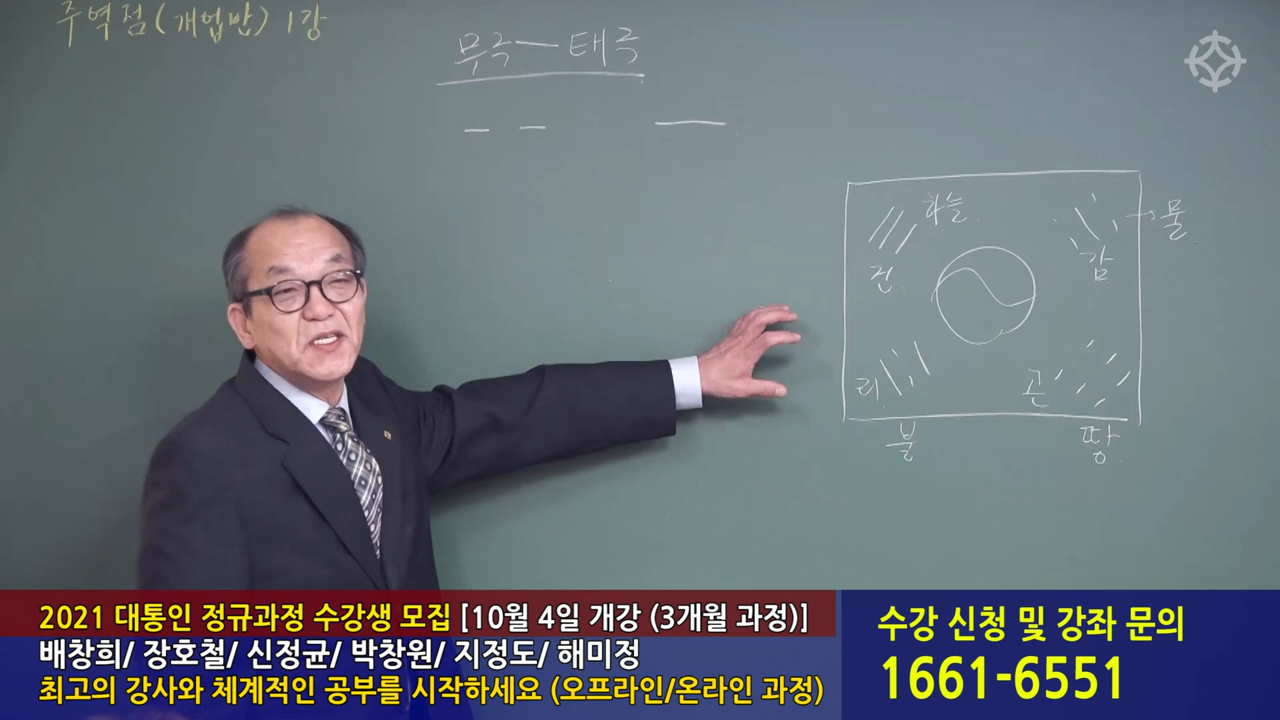 주역점(개업반) 1강
무극 — 태극
하늘
물
건
감
리
곤
불
땅
2021 대통인 정규과정 수강생 모집 [10월 4일 개강 (3개월 과정)]
배창희/ 장호철/ 신정균/ 박창원/ 지정도/ 해미정
최고의 강사와 체계적인 공부를 시작하세요 (오프라인/온라인 과정)
수강 신청 및 강좌 문의
1661-6551